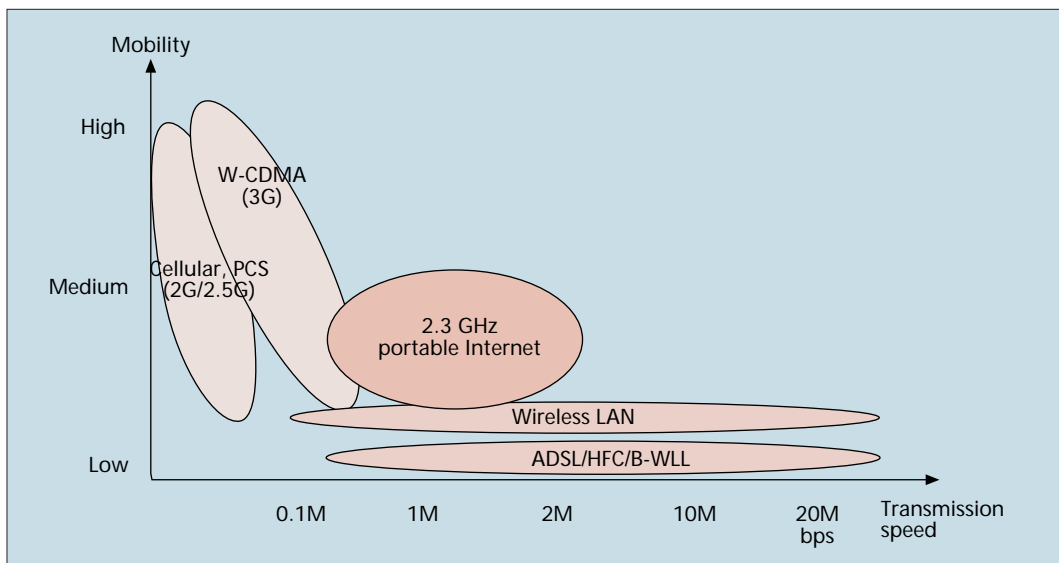 Mobility
High
W-CDMA
(3G)
Cellular, PCS
(2G/2.5G)
Medium
2.3 GHz
portable Internet
Wireless LAN
Low
ADSL/HFC/B-WLL
0.1M 1M 2M 10M 20M
bps
Transmission
speed